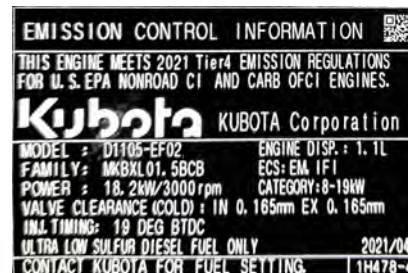 EMISSION CONTROL INFORMATION
THIS ENGINE MEETS 2021 Tier4 EMISSION REGULATIONS
FOR U.S. EPA NONROAD CI AND CARB OFCI ENGINES.
Kubota KUBOTA Corporation
MODEL : D1105-EF02 ENGINE DISP.: 1.1L
FAMILY: MKBXL01.5BCB ECS: EM, IFI
POWER : 18.2kW/3000rpm CATEGORY:8-19kW
VALVE CLEARANCE(COLD) : IN 0.165mm EX 0.165mm
INJ.TIMING: 19 DEG BTDC
ULTRA LOW SULFUR DIESEL FUEL ONLY 2021/04
CONTACT KUBOTA FOR FUEL SETTING. 1H478-